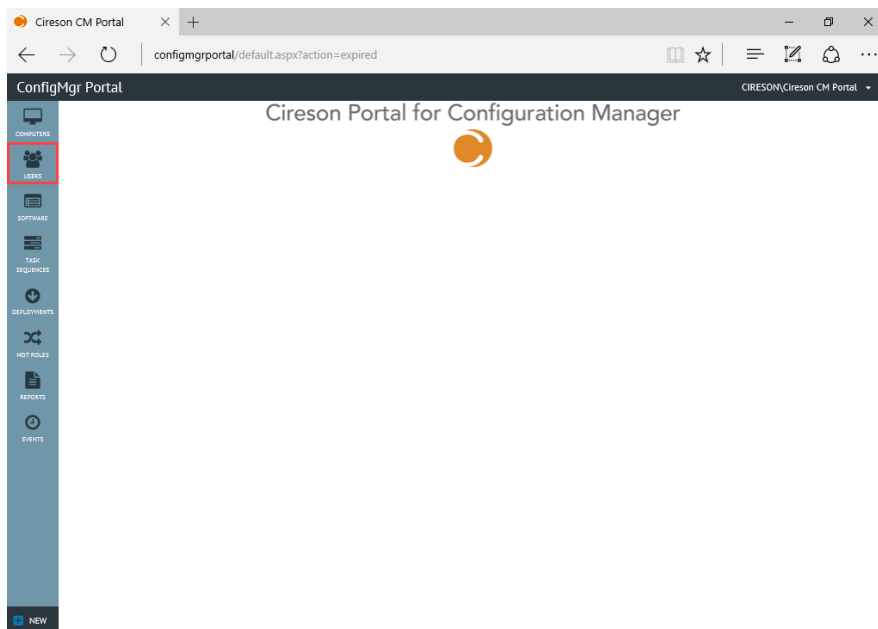 Cireson CM Portal
configmgrportal/default.aspx?action=expired
ConfigMgr Portal
CIRESON\Cireson CM Portal
Cireson Portal for Configuration Manager
COMPUTERS
USERS
SOFTWARE
TASK
SEQUENCES
DEPLOYMENTS
MDT ROLES
REPORTS
EVENTS
NEW